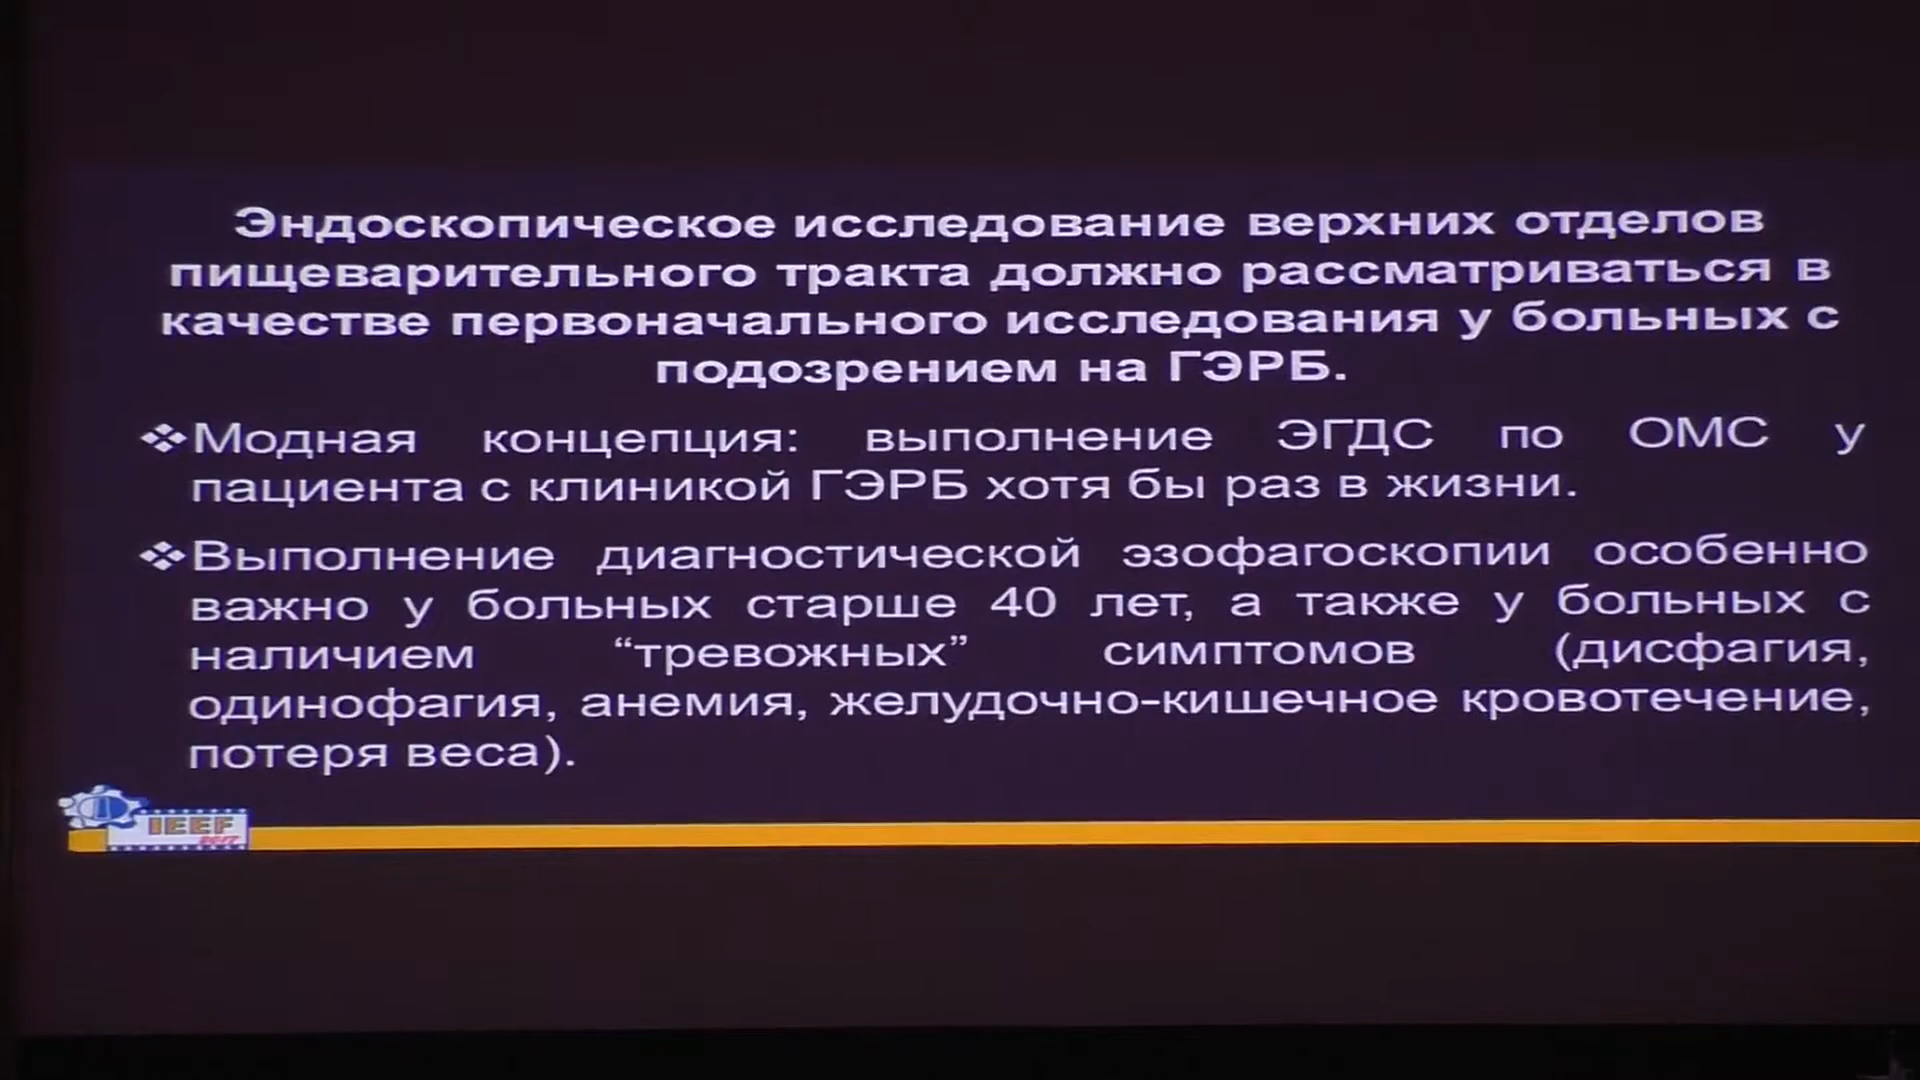 Эндоскопическое исследование верхних отделов
пищеварительного тракта должно рассматриваться в
качестве первоначального исследования у больных с
подозрением на ГЭРБ.
❖Модная концепция: выполнение ЭГДС по ОМС у
пациента с клиникой ГЭРБ хотя бы раз в жизни.
❖Выполнение диагностической эзофагоскопии особенно
важно у больных старше 40 лет, а также у больных с
наличием “тревожных” симптомов (дисфагия,
одинофагия, анемия, желудочно-кишечное кровотечение,
потеря веса).
IEEF